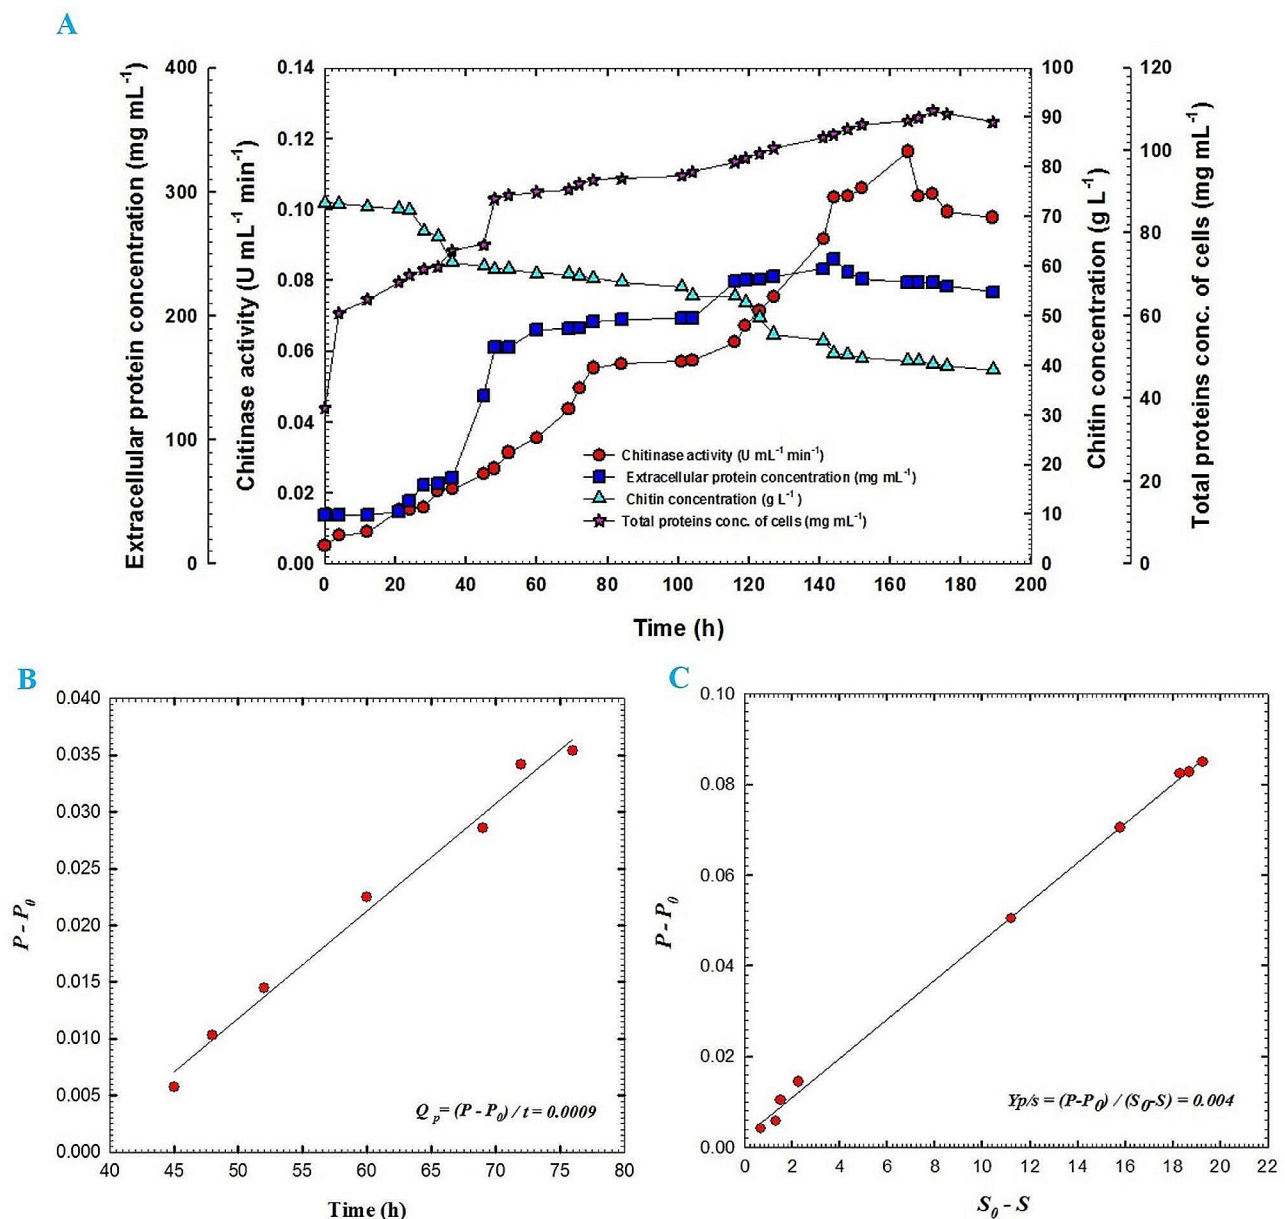 A
Extracellular protein concentration (mg mL⁻¹)
400
300
200
100
0
Chitinase activity (U mL⁻¹ min⁻¹)
0.14
0.12
0.10
0.08
0.06
0.04
0.02
0.00
Chitinase activity (U mL⁻¹ min⁻¹)
Extracellular protein concentration (mg mL⁻¹)
Chitin concentration (g L⁻¹ )
Total proteins conc. of cells (mg mL⁻¹)
0 20 40 60 80 100 120 140 160 180 200
Time (h)
100
90
80
70
60
50
40
30
20
10
0
Chitin concentration (g L⁻¹)
120
100
80
60
40
20
0
Total proteins conc. of cells (mg mL⁻¹)
B
P - P₀
0.040
0.035
0.030
0.025
0.020
0.015
0.010
0.005
0.000
Q p= (P - P₀) / t = 0.0009
40 45 50 55 60 65 70 75 80
Time (h)
C
P - P₀
0.10
0.08
0.06
0.04
0.02
0.00
Yp/s = (P-P₀) / (S₀-S) = 0.004
0 2 4 6 8 10 12 14 16 18 20 22
S₀ - S